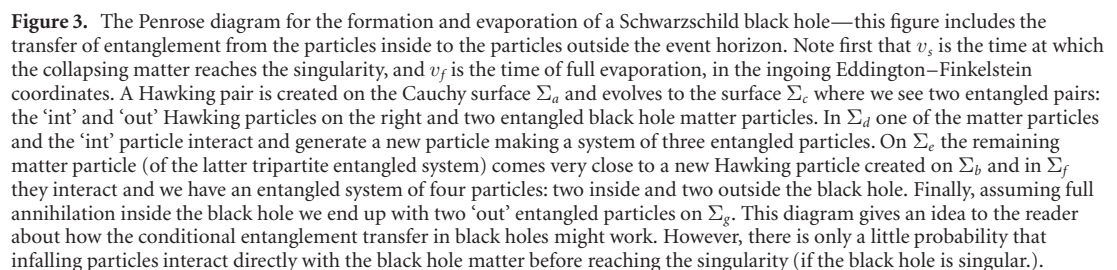 Figure 3. The Penrose diagram for the formation and evaporation of a Schwarzschild black hole—this figure includes the
transfer of entanglement from the particles inside to the particles outside the event horizon. Note first that v_s is the time at which
the collapsing matter reaches the singularity, and v_f is the time of full evaporation, in the ingoing Eddington–Finkelstein
coordinates. A Hawking pair is created on the Cauchy surface Σ_a and evolves to the surface Σ_c where we see two entangled pairs:
the ‘int’ and ‘out’ Hawking particles on the right and two entangled black hole matter particles. In Σ_d one of the matter particles
and the ‘int’ particle interact and generate a new particle making a system of three entangled particles. On Σ_e the remaining
matter particle (of the latter tripartite entangled system) comes very close to a new Hawking particle created on Σ_b and in Σ_f
they interact and we have an entangled system of four particles: two inside and two outside the black hole. Finally, assuming full
annihilation inside the black hole we end up with two ‘out’ entangled particles on Σ_g. This diagram gives an idea to the reader
about how the conditional entanglement transfer in black holes might work. However, there is only a little probability that
infalling particles interact directly with the black hole matter before reaching the singularity (if the black hole is singular.).